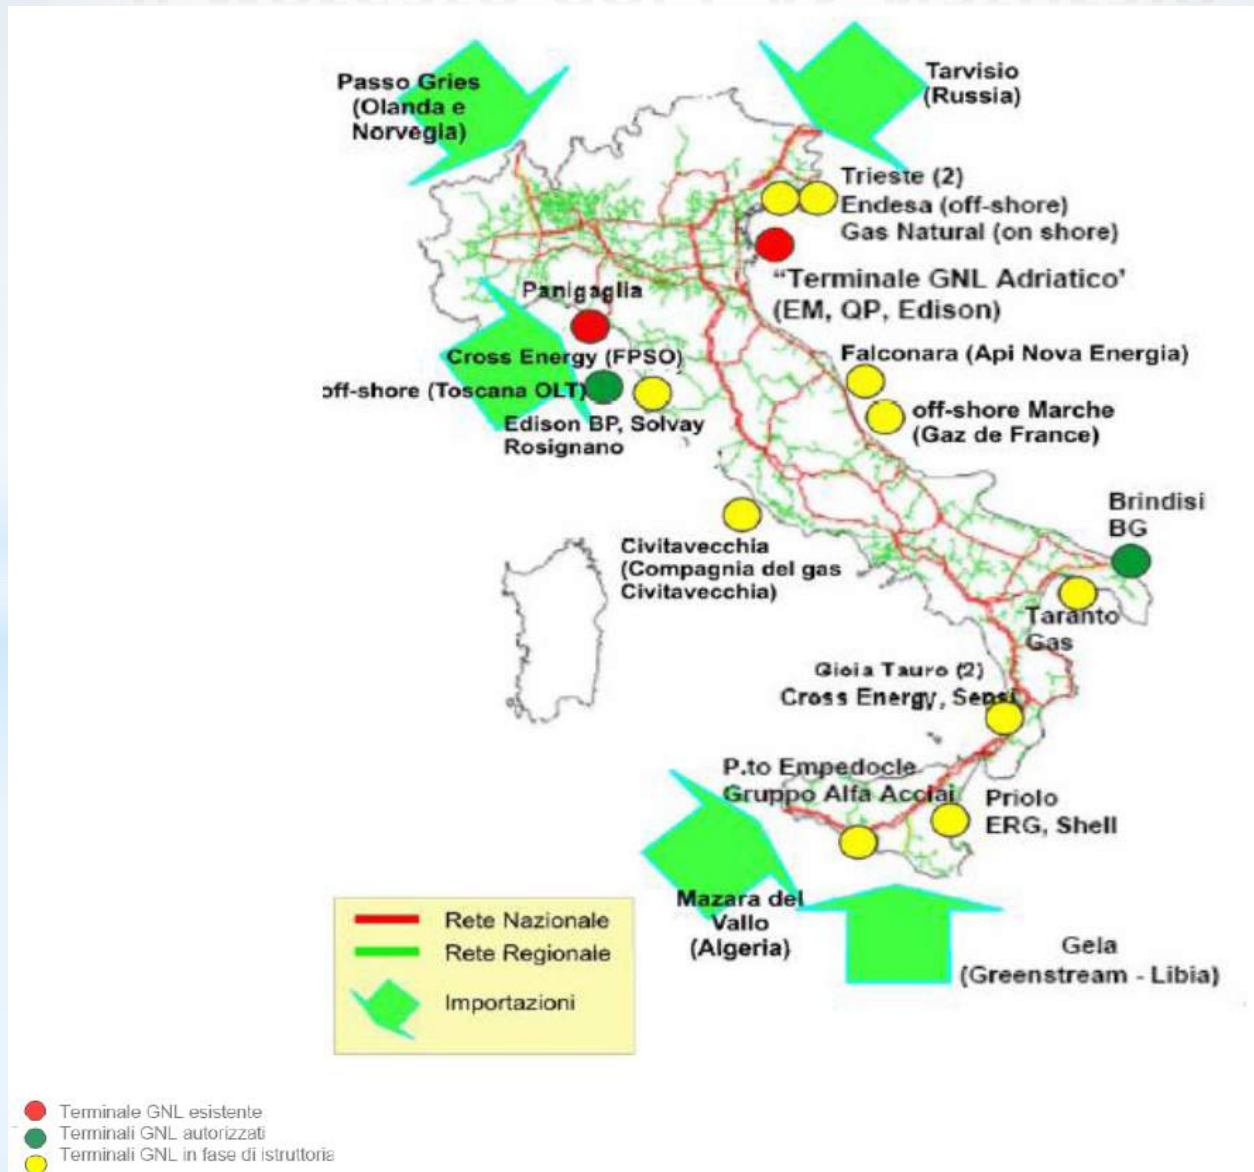 Passo Gries
(Olanda e
Norvegia)
Tarvisio
(Russia)
Trieste (2)
Endesa (off-shore)
Gas Natural (on shore)
"Terminale GNL Adriatico'
(EM, QP, Edison)
Panigaglia
Cross Energy (FPSO)
off-shore (Toscana OLT)
Edison BP, Solvay
Rosignano
Falconara (Api Nova Energia)
off-shore Marche
(Gaz de France)
Civitavecchia
(Compagnia del gas
Civitavecchia)
Brindisi
BG
Taranto
Gas
Gioia Tauro (2)
Cross Energy, Sensi
P.to Empedocle
Gruppo Alfa Acciai
Priolo
ERG, Shell
Mazara del
Vallo
(Algeria)
Gela
(Greenstream - Libia)
Rete Nazionale
Rete Regionale
Importazioni
Terminale GNL esistente
Terminali GNL autorizzati
Terminali GNL in fase di istruttoria